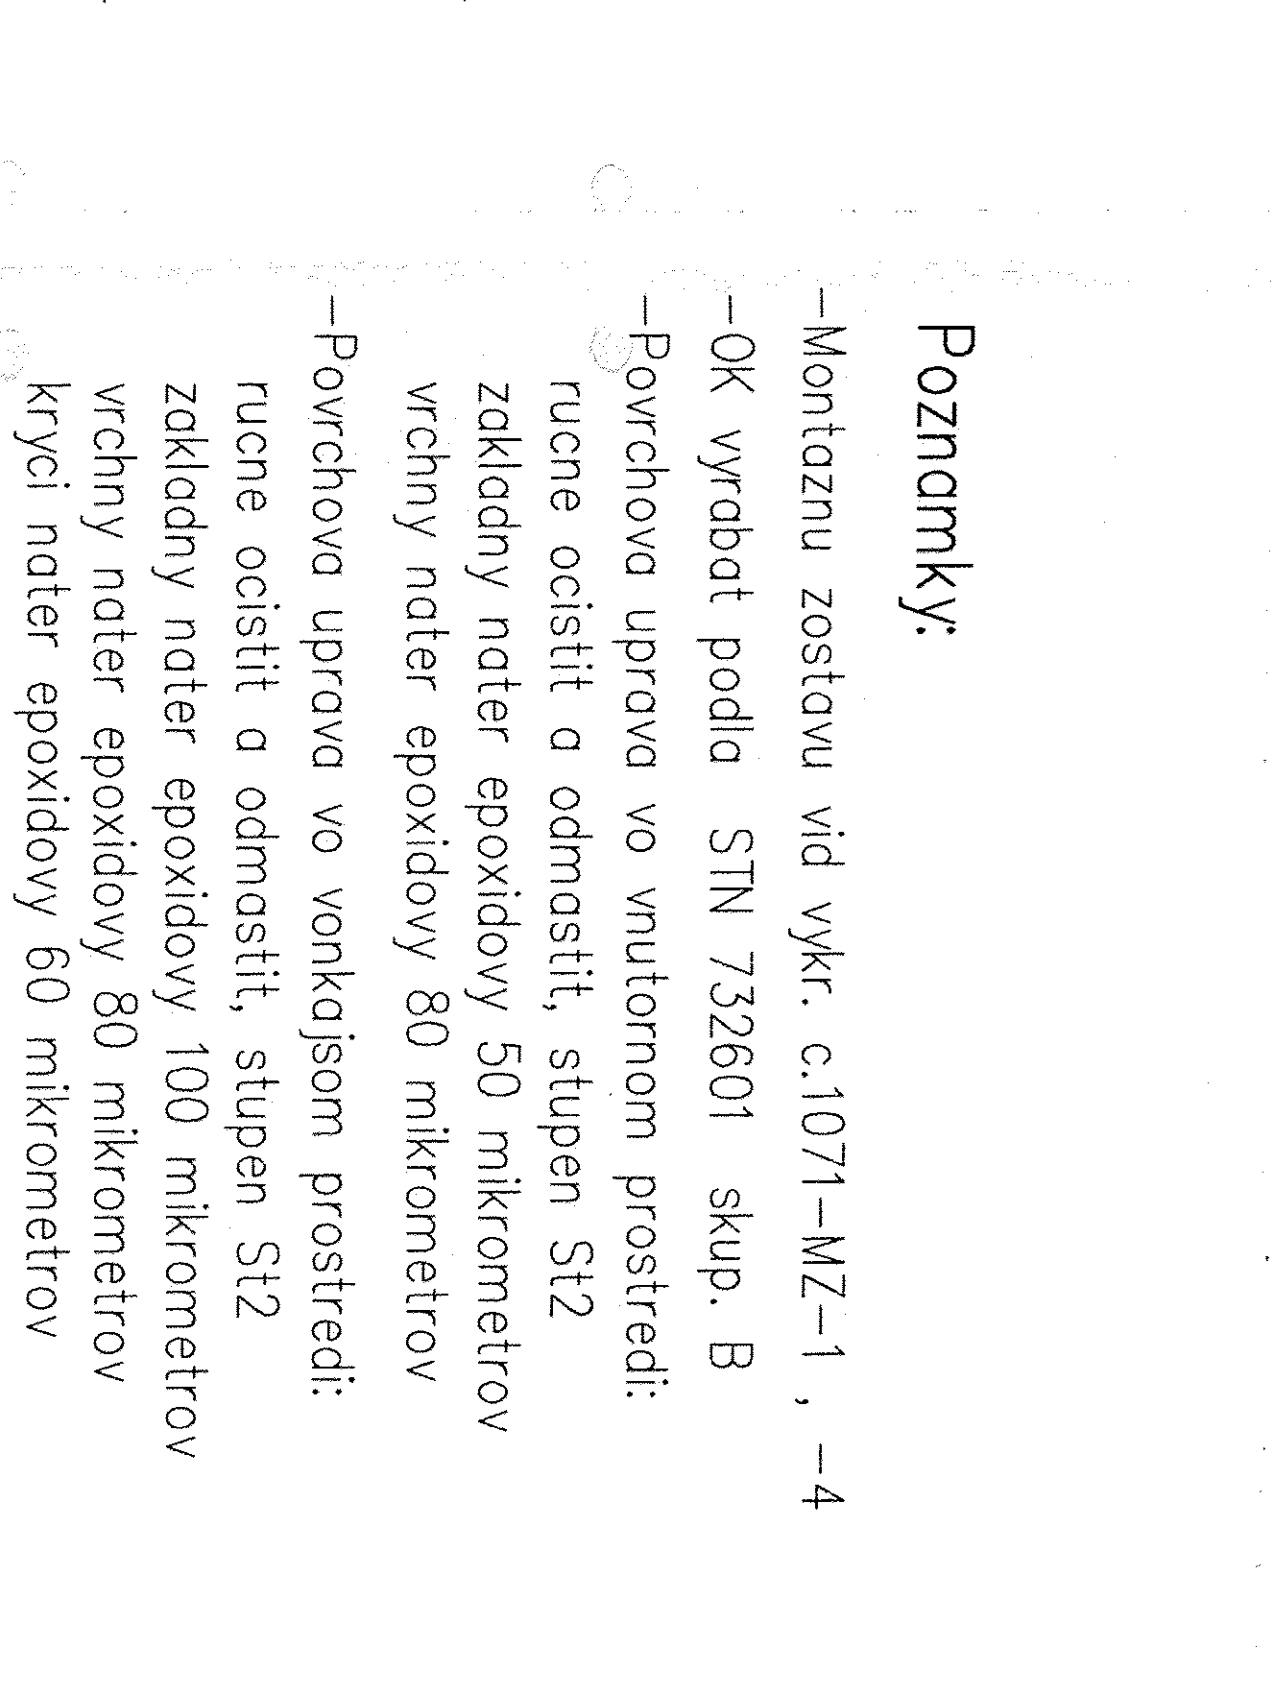 Poznamky:
-Montaznu zostavu vid vykr. c.1071-MZ-1 , -4
-OK vyrabat podla STN 732601 skup. B
-Povrchova uprava vo vnutornom prostredi:
rucne ocistit a odmastit, stupen St2
zakladny nater epoxidovy 50 mikrometrov
vrchny nater epoxidovy 80 mikrometrov
-Povrchova uprava vo vonkajsom prostredi:
rucne ocistit a odmastit, stupen St2
zakladny nater epoxidovy 100 mikrometrov
vrchny nater epoxidovy 80 mikrometrov
kryci nater epoxidovy 60 mikrometrov